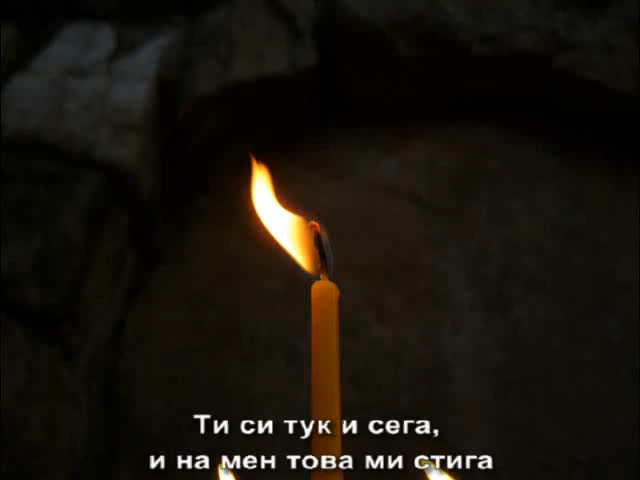 Ти си тук и сега,
и на мен това ми стига